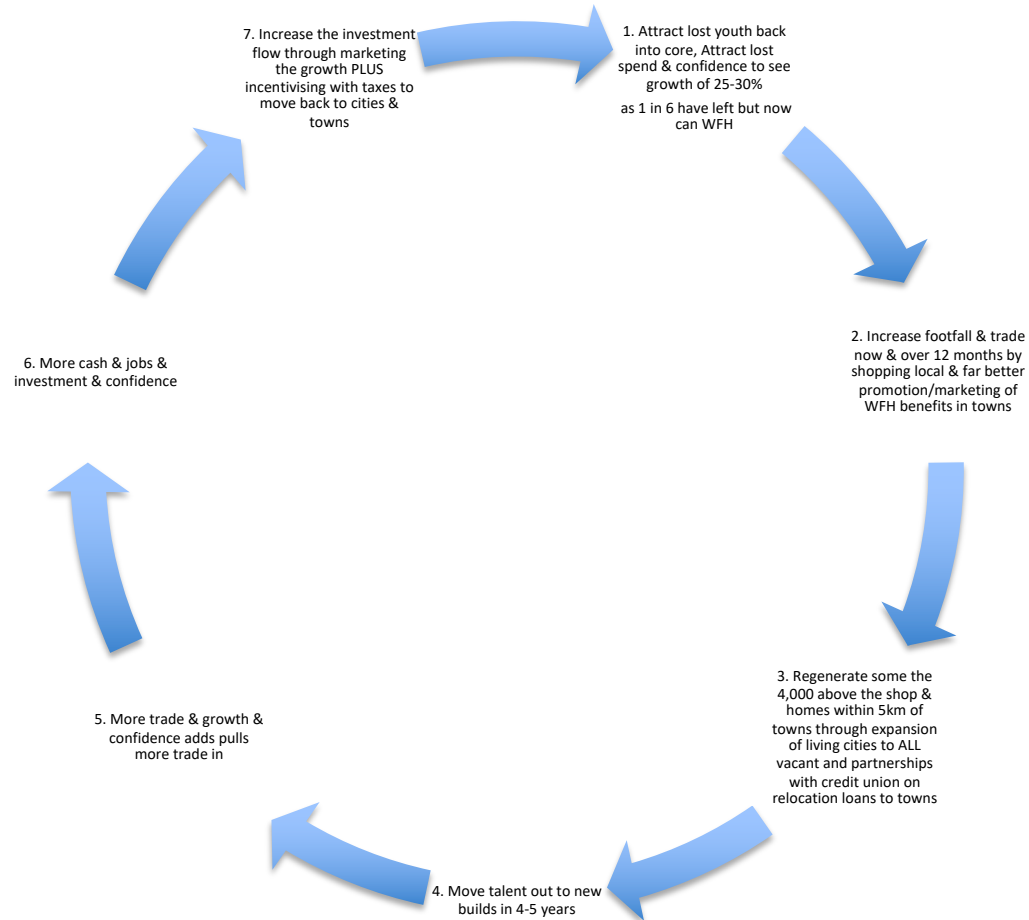 1. Attract lost youth back
into core, Attract lost
spend & confidence to see
growth of 25-30%
as 1 in 6 have left but now
can WFH
2. Increase footfall & trade
now & over 12 months by
shopping local & far better
promotion/marketing of
WFH benefits in towns
3. Regenerate some the
4,000 above the shop &
homes within 5km of
towns through expansion
of living cities to ALL
vacant and partnerships
with credit union on
relocation loans to towns
4. Move talent out to new
builds in 4-5 years
5. More trade & growth &
confidence adds pulls
more trade in
6. More cash & jobs &
investment & confidence
7. Increase the investment
flow through marketing
the growth PLUS
incentivising with taxes to
move back to cities &
towns